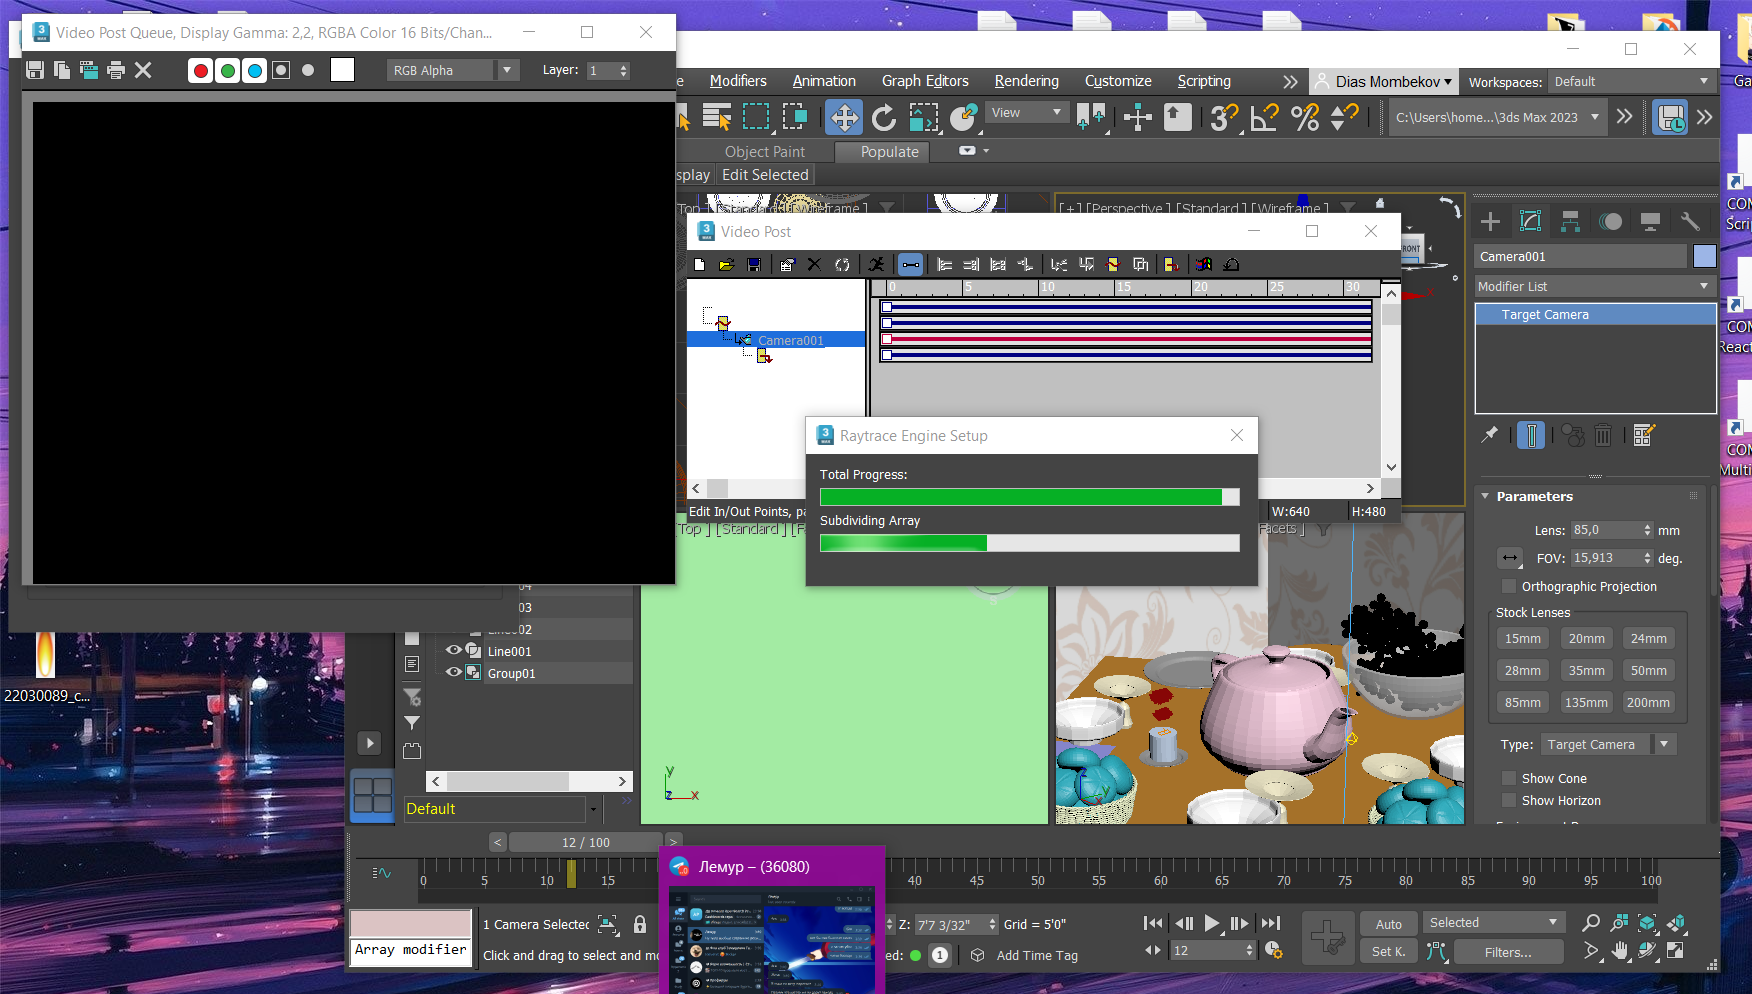 Video Post Queue, Display Gamma: 2,2, RGBA Color 16 Bits/Chan...
RGB Alpha
Layer: 1
Modifiers
Animation
Graph Editors
Rendering
Customize
Scripting
Dias Mombekov
Workspaces: Default
View
C:\Users\home...\3ds Max 2023
Object Paint
Populate
Edit Selected
[+] [Perspective ] [Standard ] [Wireframe ]
Video Post
0 5 10 15 20 25 30
Camera001
Edit In/Out Points, pa
W:640
H:480
Raytrace Engine Setup
Total Progress:
Subdividing Array
Top ] [Standard ] [Fa
Facets ]
Camera001
Modifier List
Target Camera
Parameters
Lens: 85,0 mm
FOV: 15,913 deg.
Orthographic Projection
Stock Lenses
15mm 20mm 24mm
28mm 35mm 50mm
85mm 135mm 200mm
Type: Target Camera
Show Cone
Show Horizon
03
02
Line001
Group01
Default
22030089_c...
12 / 100
0 5 10 15 40 45 50 55 60 65 70 75 80 85 90 95 100
Лемур – (36080)
1 Camera Selected
Z: 7'7 3/32"
Grid = 5'0"
Array modifier
Click and drag to select and mo
ed:
1
Add Time Tag
12
Auto
Selected
Set K.
Filters...